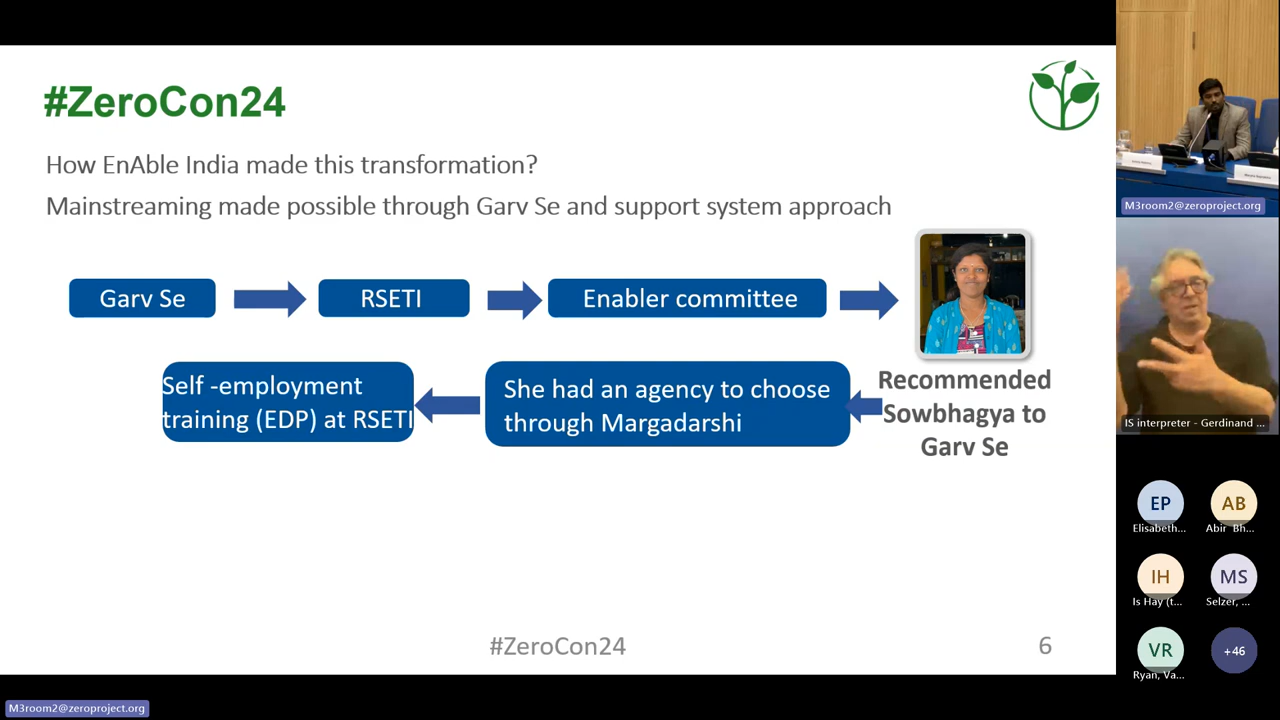 #ZeroCon24
How EnAble India made this transformation?
Mainstreaming made possible through Garv Se and support system approach
Garv Se
RSETI
Enabler committee
Recommended
Sowbhagya to
Garv Se
She had an agency to choose
through Margadarshi
Self -employment
training (EDP) at RSETI
#ZeroCon24
6
M3room2@zeroproject.org
M3room2@zeroproject.org
IS interpreter - Gerdinand ...
EP
Elisabeth...
AB
Abir Bh...
IH
Is Hay (t...
MS
Selzer, ...
VR
Ryan, Va...
+46